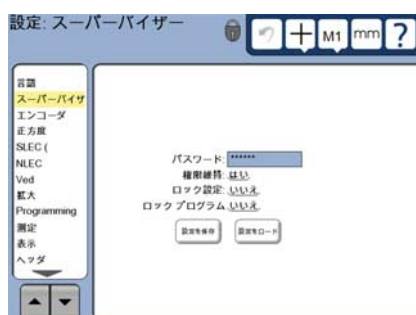 設定: スーパーバイザー
M1
mm
?
言語
スーパーバイザ
エンコーダ
正方度
SLEC (
NLEC
Ved
拡大
Programming
測定
表示
ヘッダ
パスワード: ******
権限維持: はい
ロック設定: いいえ
ロック プログラム いいえ
設定を保存
設定をロード